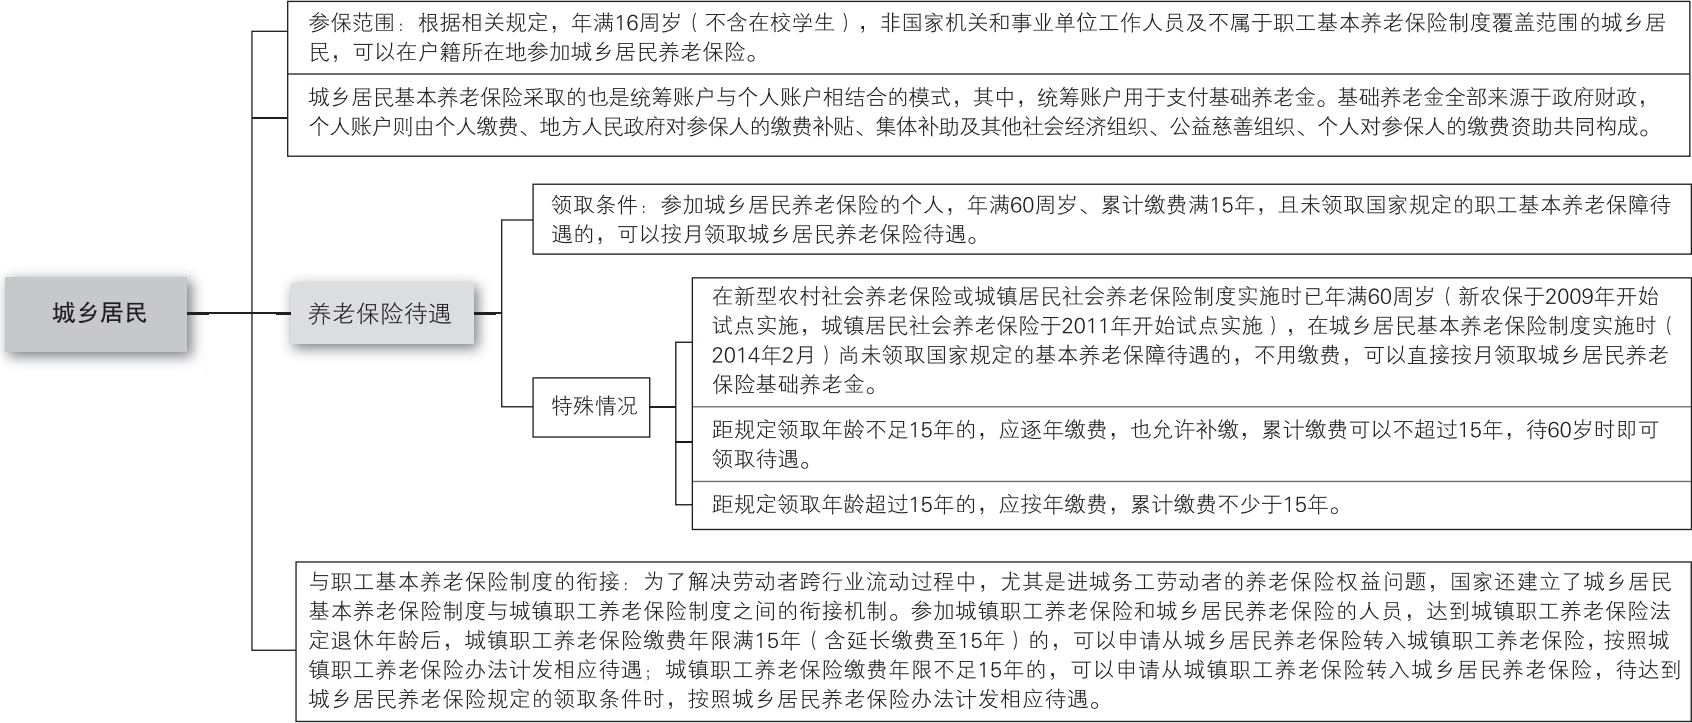 参保范围：根据相关规定，年满16周岁（不含在校学生），非国家机关和事业单位工作人员及不属于职工基本养老保险制度覆盖范围的城乡居
民，可以在户籍所在地参加城乡居民养老保险。
城乡居民基本养老保险采取的也是统筹账户与个人账户相结合的模式，其中，统筹账户用于支付基础养老金。基础养老金全部来源于政府财政，
个人账户则由个人缴费、地方人民政府对参保人的缴费补贴、集体补助及其他社会经济组织、公益慈善组织、个人对参保人的缴费资助共同构成。
城乡居民
养老保险待遇
领取条件：参加城乡居民养老保险的个人，年满60周岁、累计缴费满15年，且未领取国家规定的职工基本养老保障待
遇的，可以按月领取城乡居民养老保险待遇。
特殊情况
在新型农村社会养老保险或城镇居民社会养老保险制度实施时已年满60周岁（新农保于2009年开始
试点实施，城镇居民社会养老保险于2011年开始试点实施），在城乡居民基本养老保险制度实施时（
2014年2月）尚未领取国家规定的基本养老保障待遇的，不用缴费，可以直接按月领取城乡居民养老
保险基础养老金。
距规定领取年龄不足15年的，应逐年缴费，也允许补缴，累计缴费可以不超过15年，待60岁时即可
领取待遇。
距规定领取年龄超过15年的，应按年缴费，累计缴费不少于15年。
与职工基本养老保险制度的衔接：为了解决劳动者跨行业流动过程中，尤其是进城务工劳动者的养老保险权益问题，国家还建立了城乡居民
基本养老保险制度与城镇职工养老保险制度之间的衔接机制。参加城镇职工养老保险和城乡居民养老保险的人员，达到城镇职工养老保险法
定退休年龄后，城镇职工养老保险缴费年限满15年（含延长缴费至15年）的，可以申请从城乡居民养老保险转入城镇职工养老保险，按照城
镇职工养老保险办法计发相应待遇；城镇职工养老保险缴费年限不足15年的，可以申请从城镇职工养老保险转入城乡居民养老保险，待达到
城乡居民养老保险规定的领取条件时，按照城乡居民养老保险办法计发相应待遇。